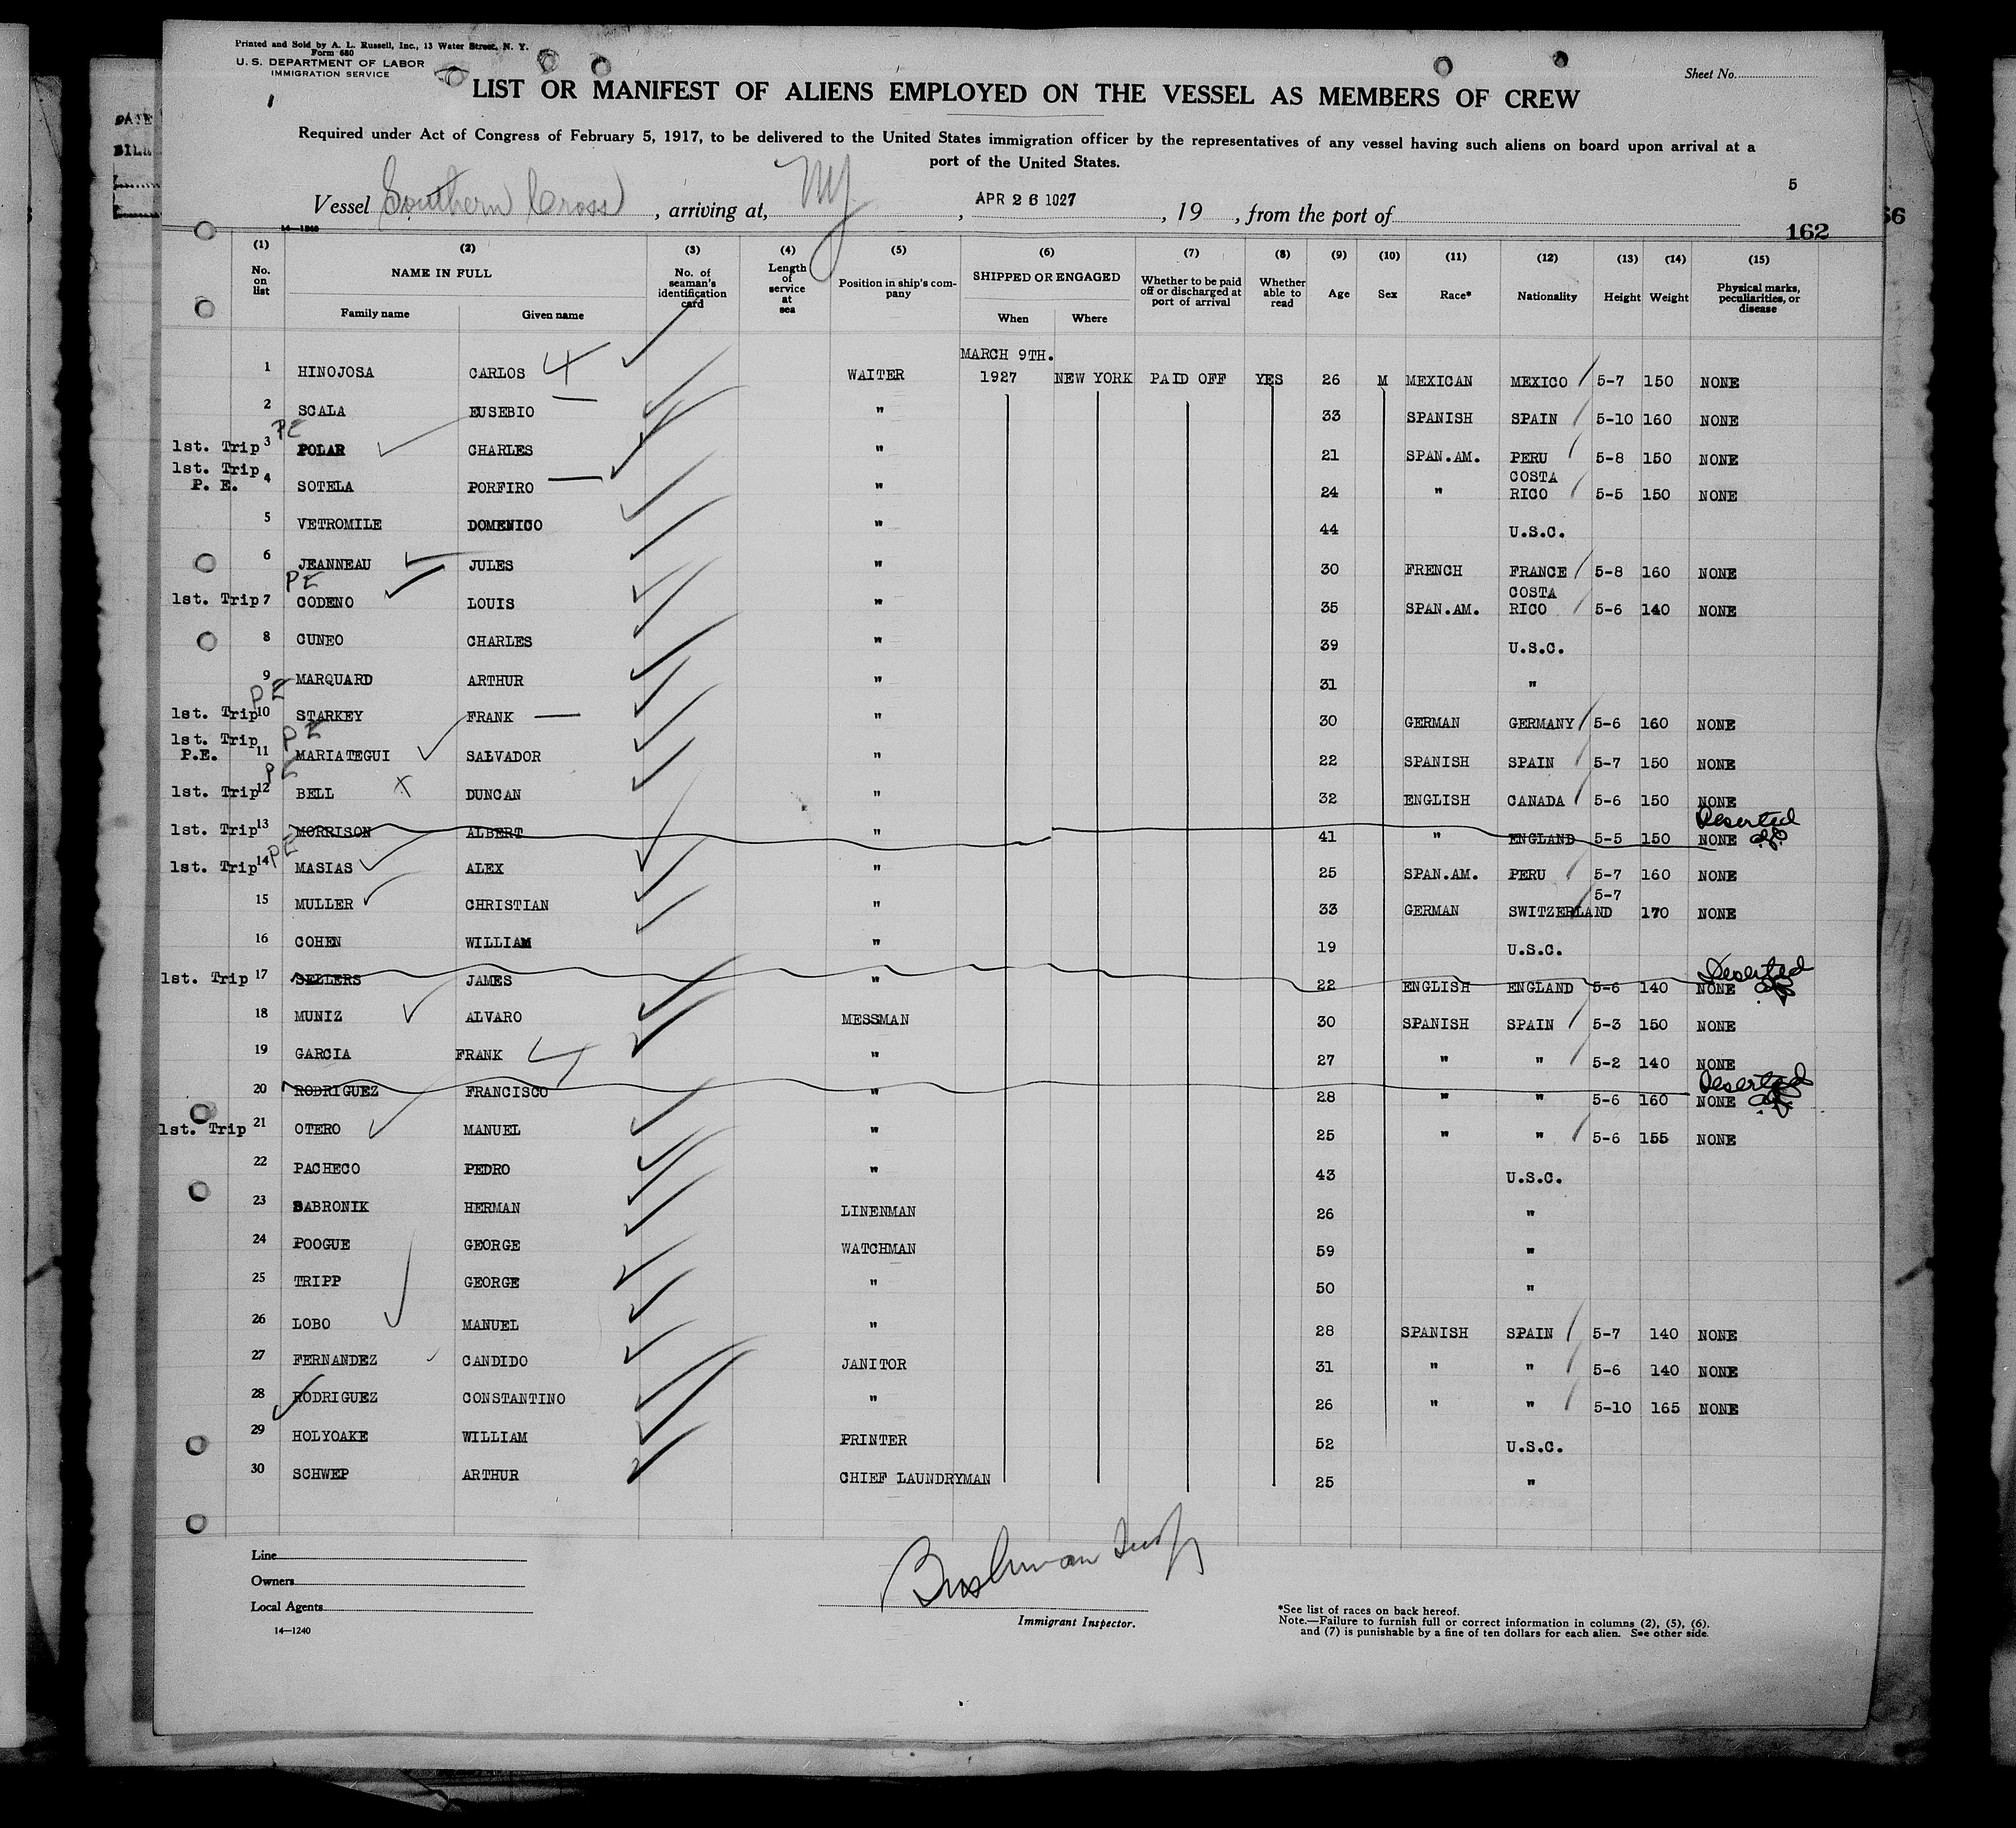 Printed and Sold by A. L. Russell, Inc., 13 Water Street, N. Y.
Form 680
U. S. DEPARTMENT OF LABOR
IMMIGRATION SERVICE
Sheet No.
LIST OR MANIFEST OF ALIENS EMPLOYED ON THE VESSEL AS MEMBERS OF CREW
Required under Act of Congress of February 5, 1917, to be delivered to the United States immigration officer by the representatives of any vessel having such aliens on board upon arrival at a
port of the United States.
5
Vessel Southern Cross, arriving at, NY, APR 26 1927, 19 , from the port of
14—1240
162
(1) (2) (3) (4) (5) (6) (7) (8) (9) (10) (11) (12) (13) (14) (15)
No. on list NAME IN FULL Family name Given name No. of seaman's identification card Length of service at sea Position in ship's company SHIPPED OR ENGAGED When Where Whether to be paid off or discharged at port of arrival Whether able to read Age Sex Race* Nationality Height Weight Physical marks, peculiarities, or disease
1 HINOJOSA CARLOS WAITER MARCH 9TH. 1927 NEW YORK PAID OFF YES 26 M MEXICAN MEXICO 5-7 150 NONE
2 SCALA EUSEBIO " 33 SPANISH SPAIN 5-10 160 NONE
1st. Trip 3 PE POLAR CHARLES " 21 SPAN.AM. PERU 5-8 150 NONE
1st. Trip P. E. 4 SOTELA PORFIRO " 24 " COSTA RICO 5-5 150 NONE
5 VETROMILE DOMENICO " 44 U.S.C.
6 JEANNEAU JULES " 30 FRENCH FRANCE 5-8 160 NONE
1st. Trip 7 PE CODENO LOUIS " 35 SPAN.AM. COSTA RICO 5-6 140 NONE
8 CUNEO CHARLES " 39 U.S.C.
9 MARQUARD ARTHUR " 31 "
1st. Trip 10 PE STARKEY FRANK " 30 GERMAN GERMANY 5-6 160 NONE
1st. Trip P.E. 11 PE MARIATEGUI SALVADOR " 22 SPANISH SPAIN 5-7 150 NONE
1st. Trip 12 PE BELL X DUNCAN " 32 ENGLISH CANADA 5-6 150 NONE
1st. Trip 13 MORRISON ALBERT " 41 " ENGLAND 5-5 150 NONE Deserted
1st. Trip 14 PE MASIAS ALEX " 25 SPAN.AM. PERU 5-7 160 NONE
15 MULLER CHRISTIAN " 33 GERMAN SWITZERLAND 5-7 170 NONE
16 COHEN WILLIAM " 19 U.S.C.
1st. Trip 17 SELLERS JAMES " 22 ENGLISH ENGLAND 5-6 140 NONE Deserted
18 MUNIZ ALVARO MESSMAN 30 SPANISH SPAIN 5-3 150 NONE
19 GARCIA FRANK " 27 " " 5-2 140 NONE
20 RODRIGUEZ FRANCISCO " 28 " " 5-6 160 NONE Deserted
1st. Trip 21 OTERO MANUEL " 25 " " 5-6 155 NONE
22 PACHECO PEDRO " 43 U.S.C.
23 SABRONIK HERMAN LINENMAN 26 "
24 POOGUE GEORGE WATCHMAN 59 "
25 TRIPP GEORGE " 50 "
26 LOBO MANUEL " 28 SPANISH SPAIN 5-7 140 NONE
27 FERNANDEZ CANDIDO JANITOR 31 " " 5-6 140 NONE
28 RODRIGUEZ CONSTANTINO " 26 " " 5-10 165 NONE
29 HOLYOAKE WILLIAM PRINTER 52 U.S.C.
30 SCHWEP ARTHUR CHIEF LAUNDRYMAN 25 "
Line
Owners
Local Agents
14—1240
Bushman Insp
Immigrant Inspector.
*See list of races on back hereof.
Note.—Failure to furnish full or correct information in columns (2), (5), (6).
and (7) is punishable by a fine of ten dollars for each alien. See other side.